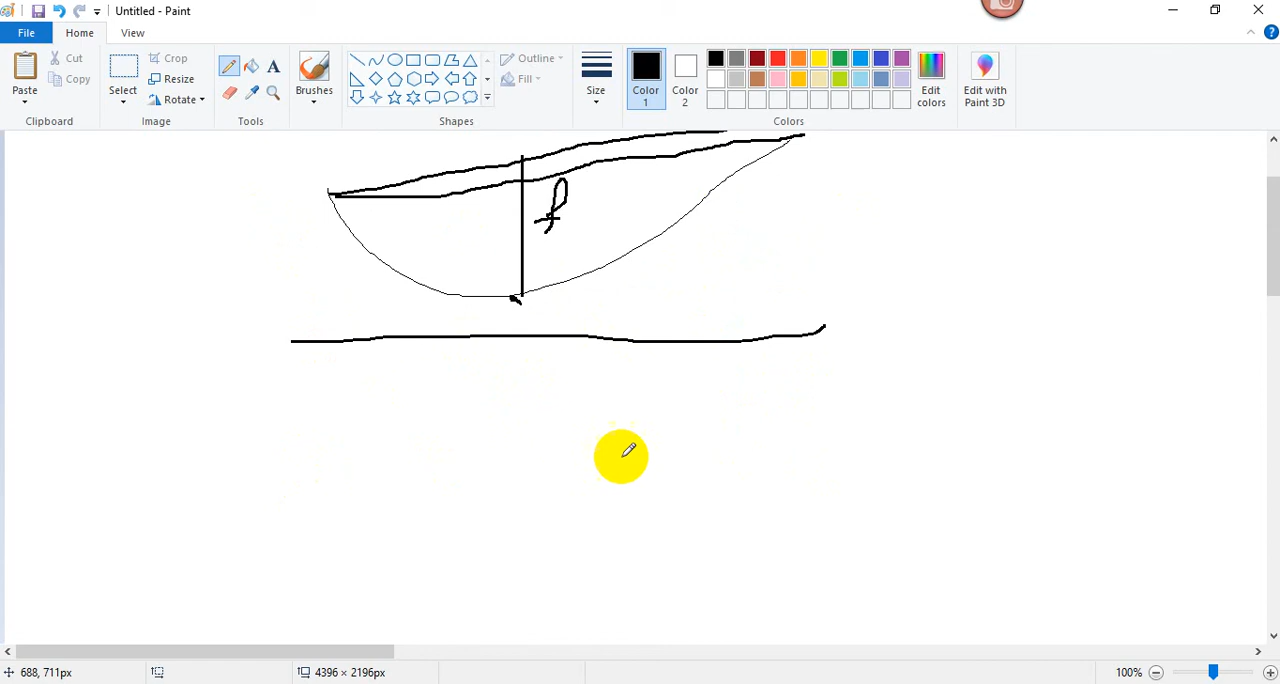 Untitled - Paint
File Home View
Paste
Cut
Copy
Clipboard
Select
Crop
Resize
Rotate
Image
A
Tools
Brushes
Shapes
Outline
Fill
Size
Color 1
Color 2
Edit colors
Colors
Edit with Paint 3D
f
688, 711px
4396 × 2196px
100%